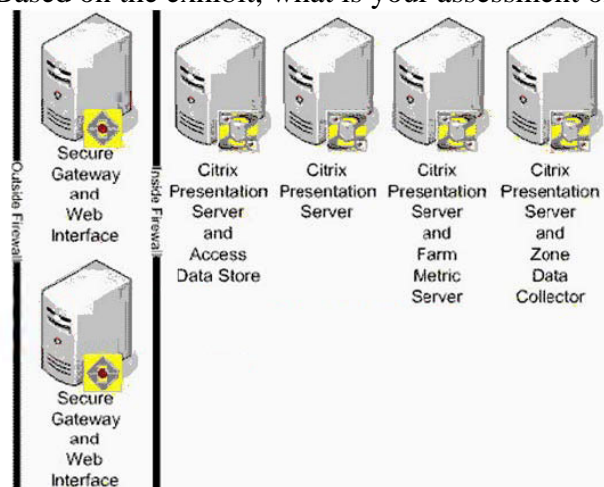 Based on the exhibit, what is your assessment o
Outside Firewall
Secure
Gateway
and
Web
Interface
Inside Firewall
Citrix
Presentation
Server
and
Access
Data Store
Citrix
Presentation
Server
Citrix
Presentation
Server
and
Farm
Metric
Server
Citrix
Presentation
Server
and
Zone
Data
Collector
Secure
Gateway
and
Web
Interface